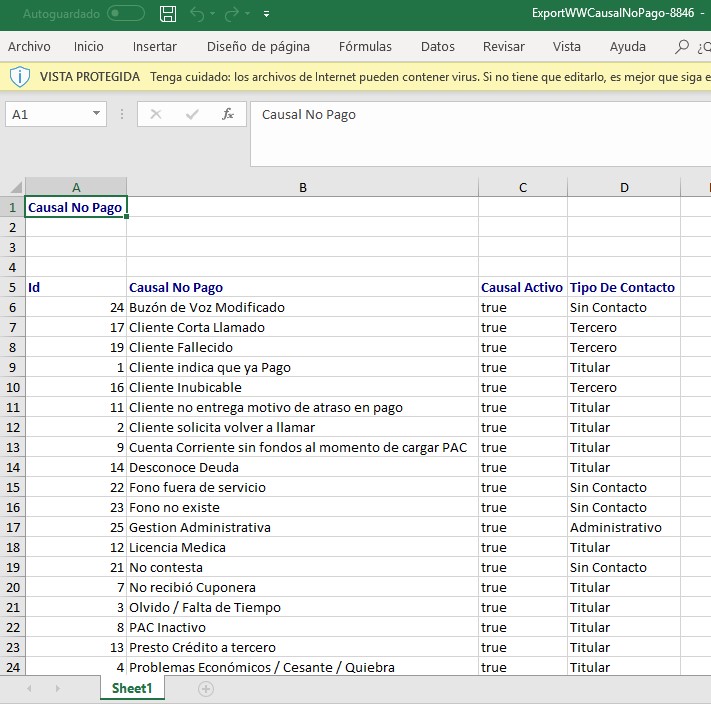 Autoguardado
ExportWWCausalNoPago-8846 -
Archivo Inicio Insertar Diseño de página Fórmulas Datos Revisar Vista Ayuda ¿Q
VISTA PROTEGIDA Tenga cuidado: los archivos de Internet pueden contener virus. Si no tiene que editarlo, es mejor que siga e
A1 fx Causal No Pago
A B C D
1 Causal No Pago
2
3
4
5 Id Causal No Pago Causal Activo Tipo De Contacto
6 24 Buzón de Voz Modificado true Sin Contacto
7 17 Cliente Corta Llamado true Tercero
8 19 Cliente Fallecido true Tercero
9 1 Cliente indica que ya Pago true Titular
10 16 Cliente Inubicable true Tercero
11 11 Cliente no entrega motivo de atraso en pago true Titular
12 2 Cliente solicita volver a llamar true Titular
13 9 Cuenta Corriente sin fondos al momento de cargar PAC true Titular
14 14 Desconoce Deuda true Titular
15 22 Fono fuera de servicio true Sin Contacto
16 23 Fono no existe true Sin Contacto
17 25 Gestion Administrativa true Administrativo
18 12 Licencia Medica true Titular
19 21 No contesta true Sin Contacto
20 7 No recibió Cuponera true Titular
21 3 Olvido / Falta de Tiempo true Titular
22 8 PAC Inactivo true Titular
23 13 Presto Crédito a tercero true Titular
24 4 Problemas Económicos / Cesante / Quiebra true Titular
Sheet1